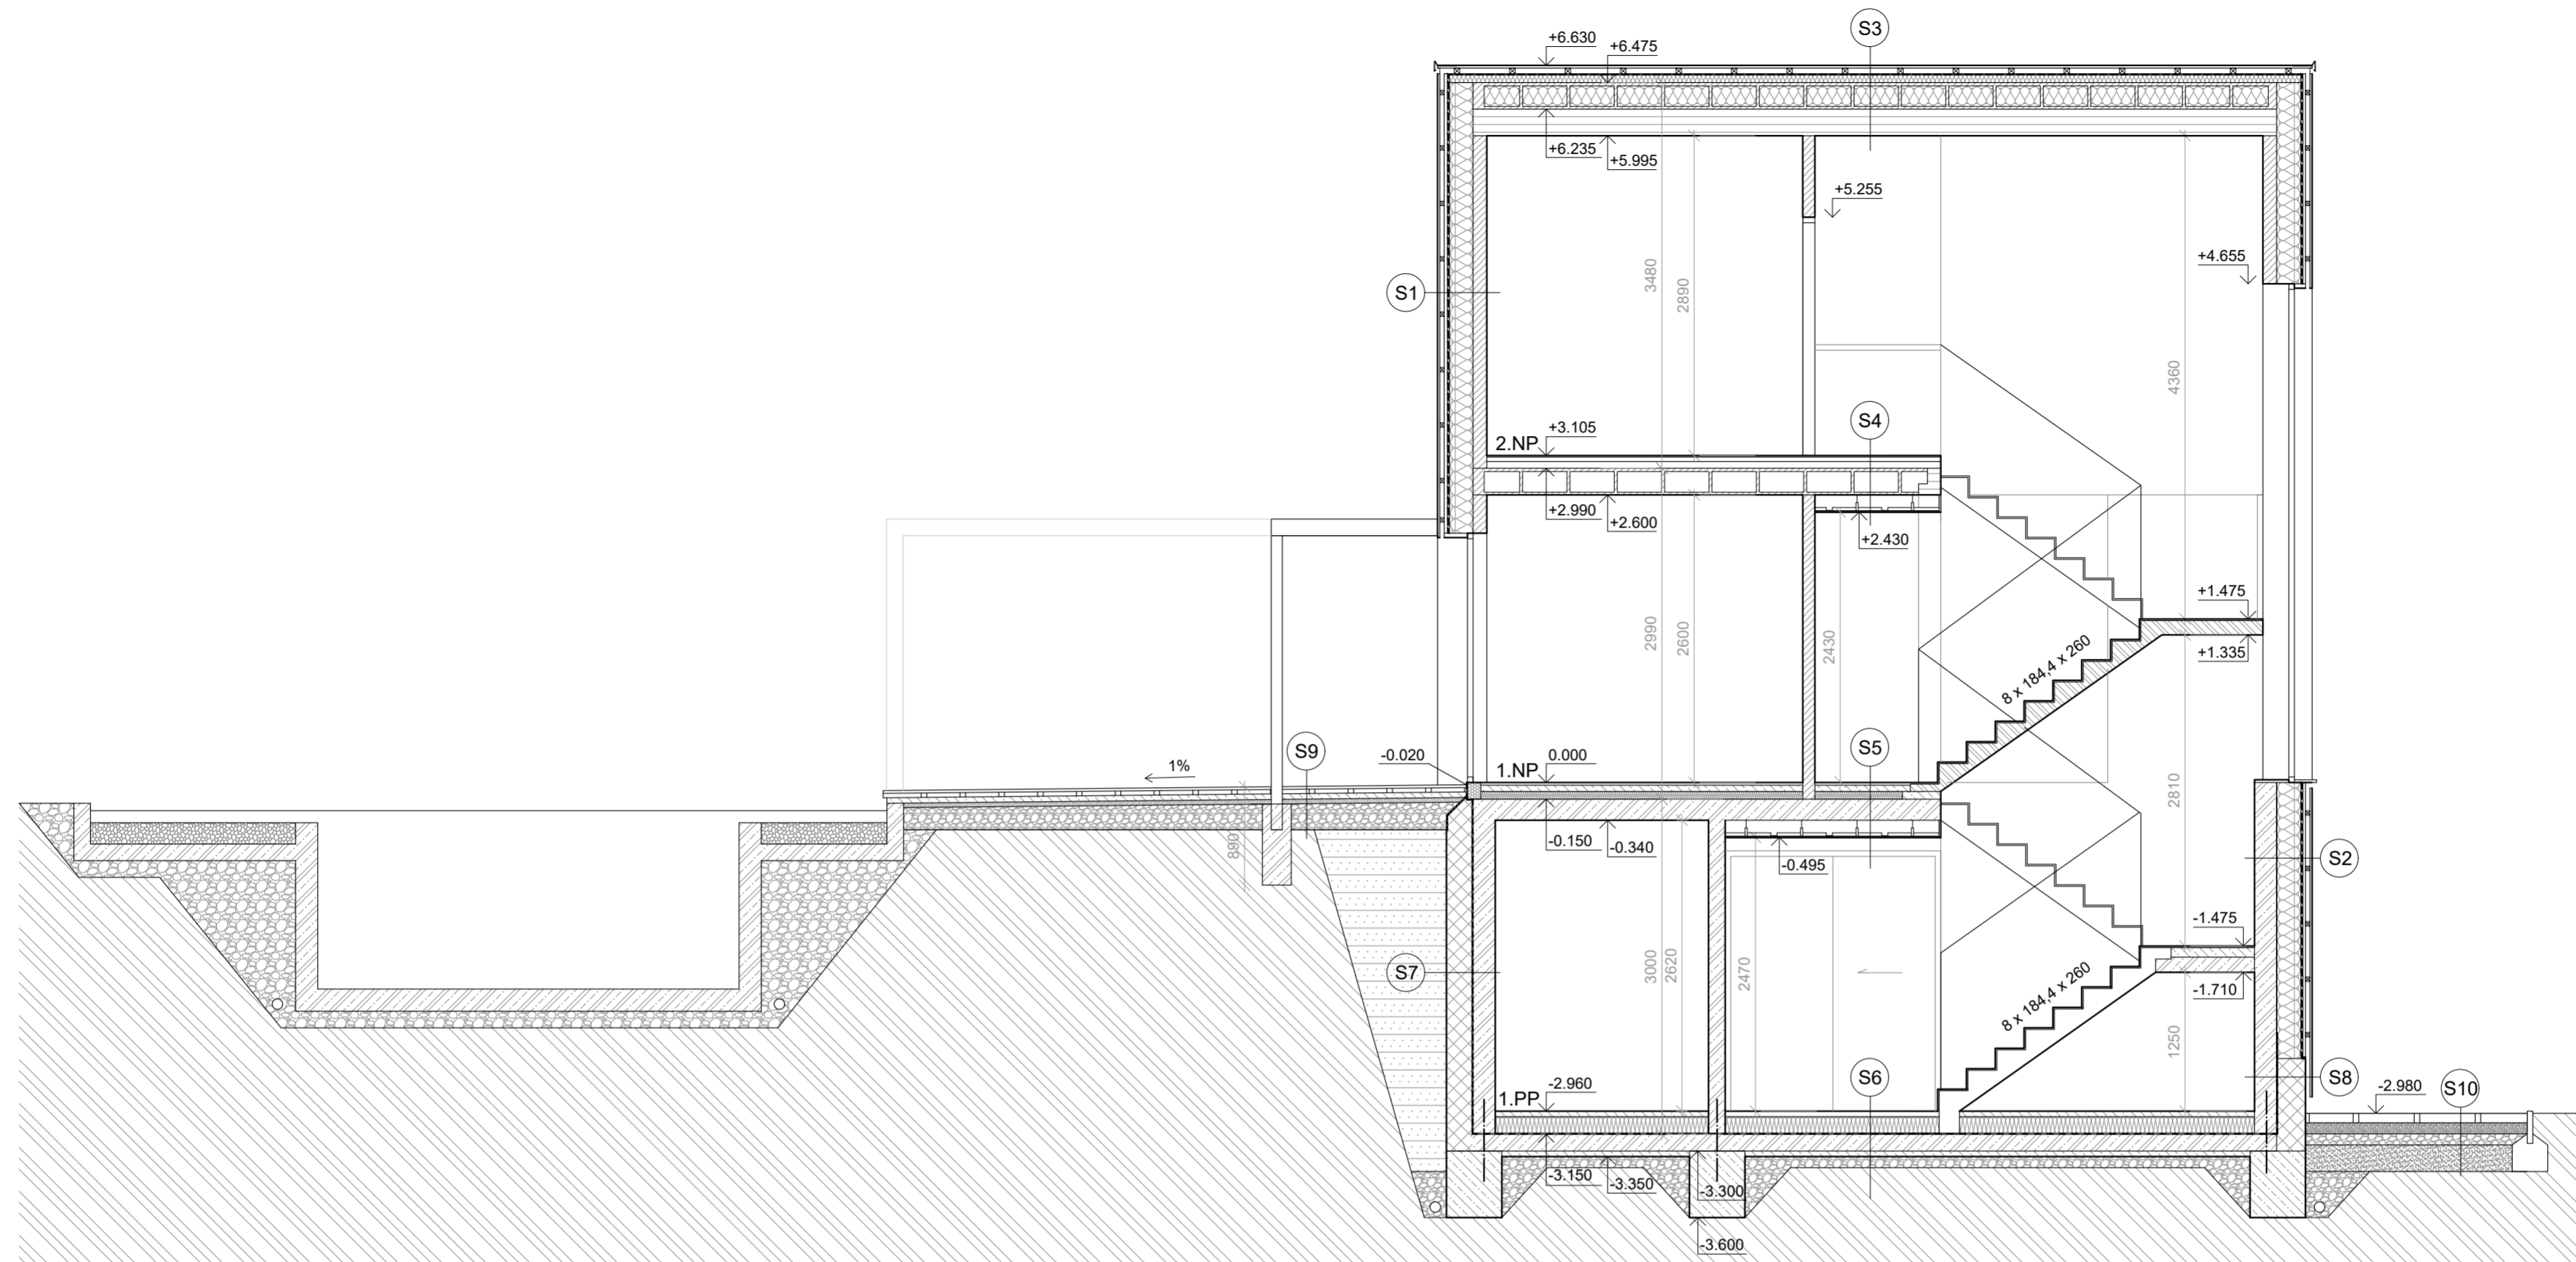 S3
+6.630
+6.475
+6.235
+5.995
+5.255
+4.655
S1
3480
2890
4360
S4
2.NP
+3.105
+2.990
+2.600
+2.430
+1.475
+1.335
2990
2600
2430
8 x 184,4 x 260
S9
-0.020
1%
1.NP
0.000
S5
2810
890
-0.150
-0.340
-0.495
S2
S7
3000
2620
2470
-1.475
-1.710
8 x 184,4 x 260
1250
S6
S8
S10
-2.980
1.PP
-2.960
-3.150
-3.350
-3.300
-3.600